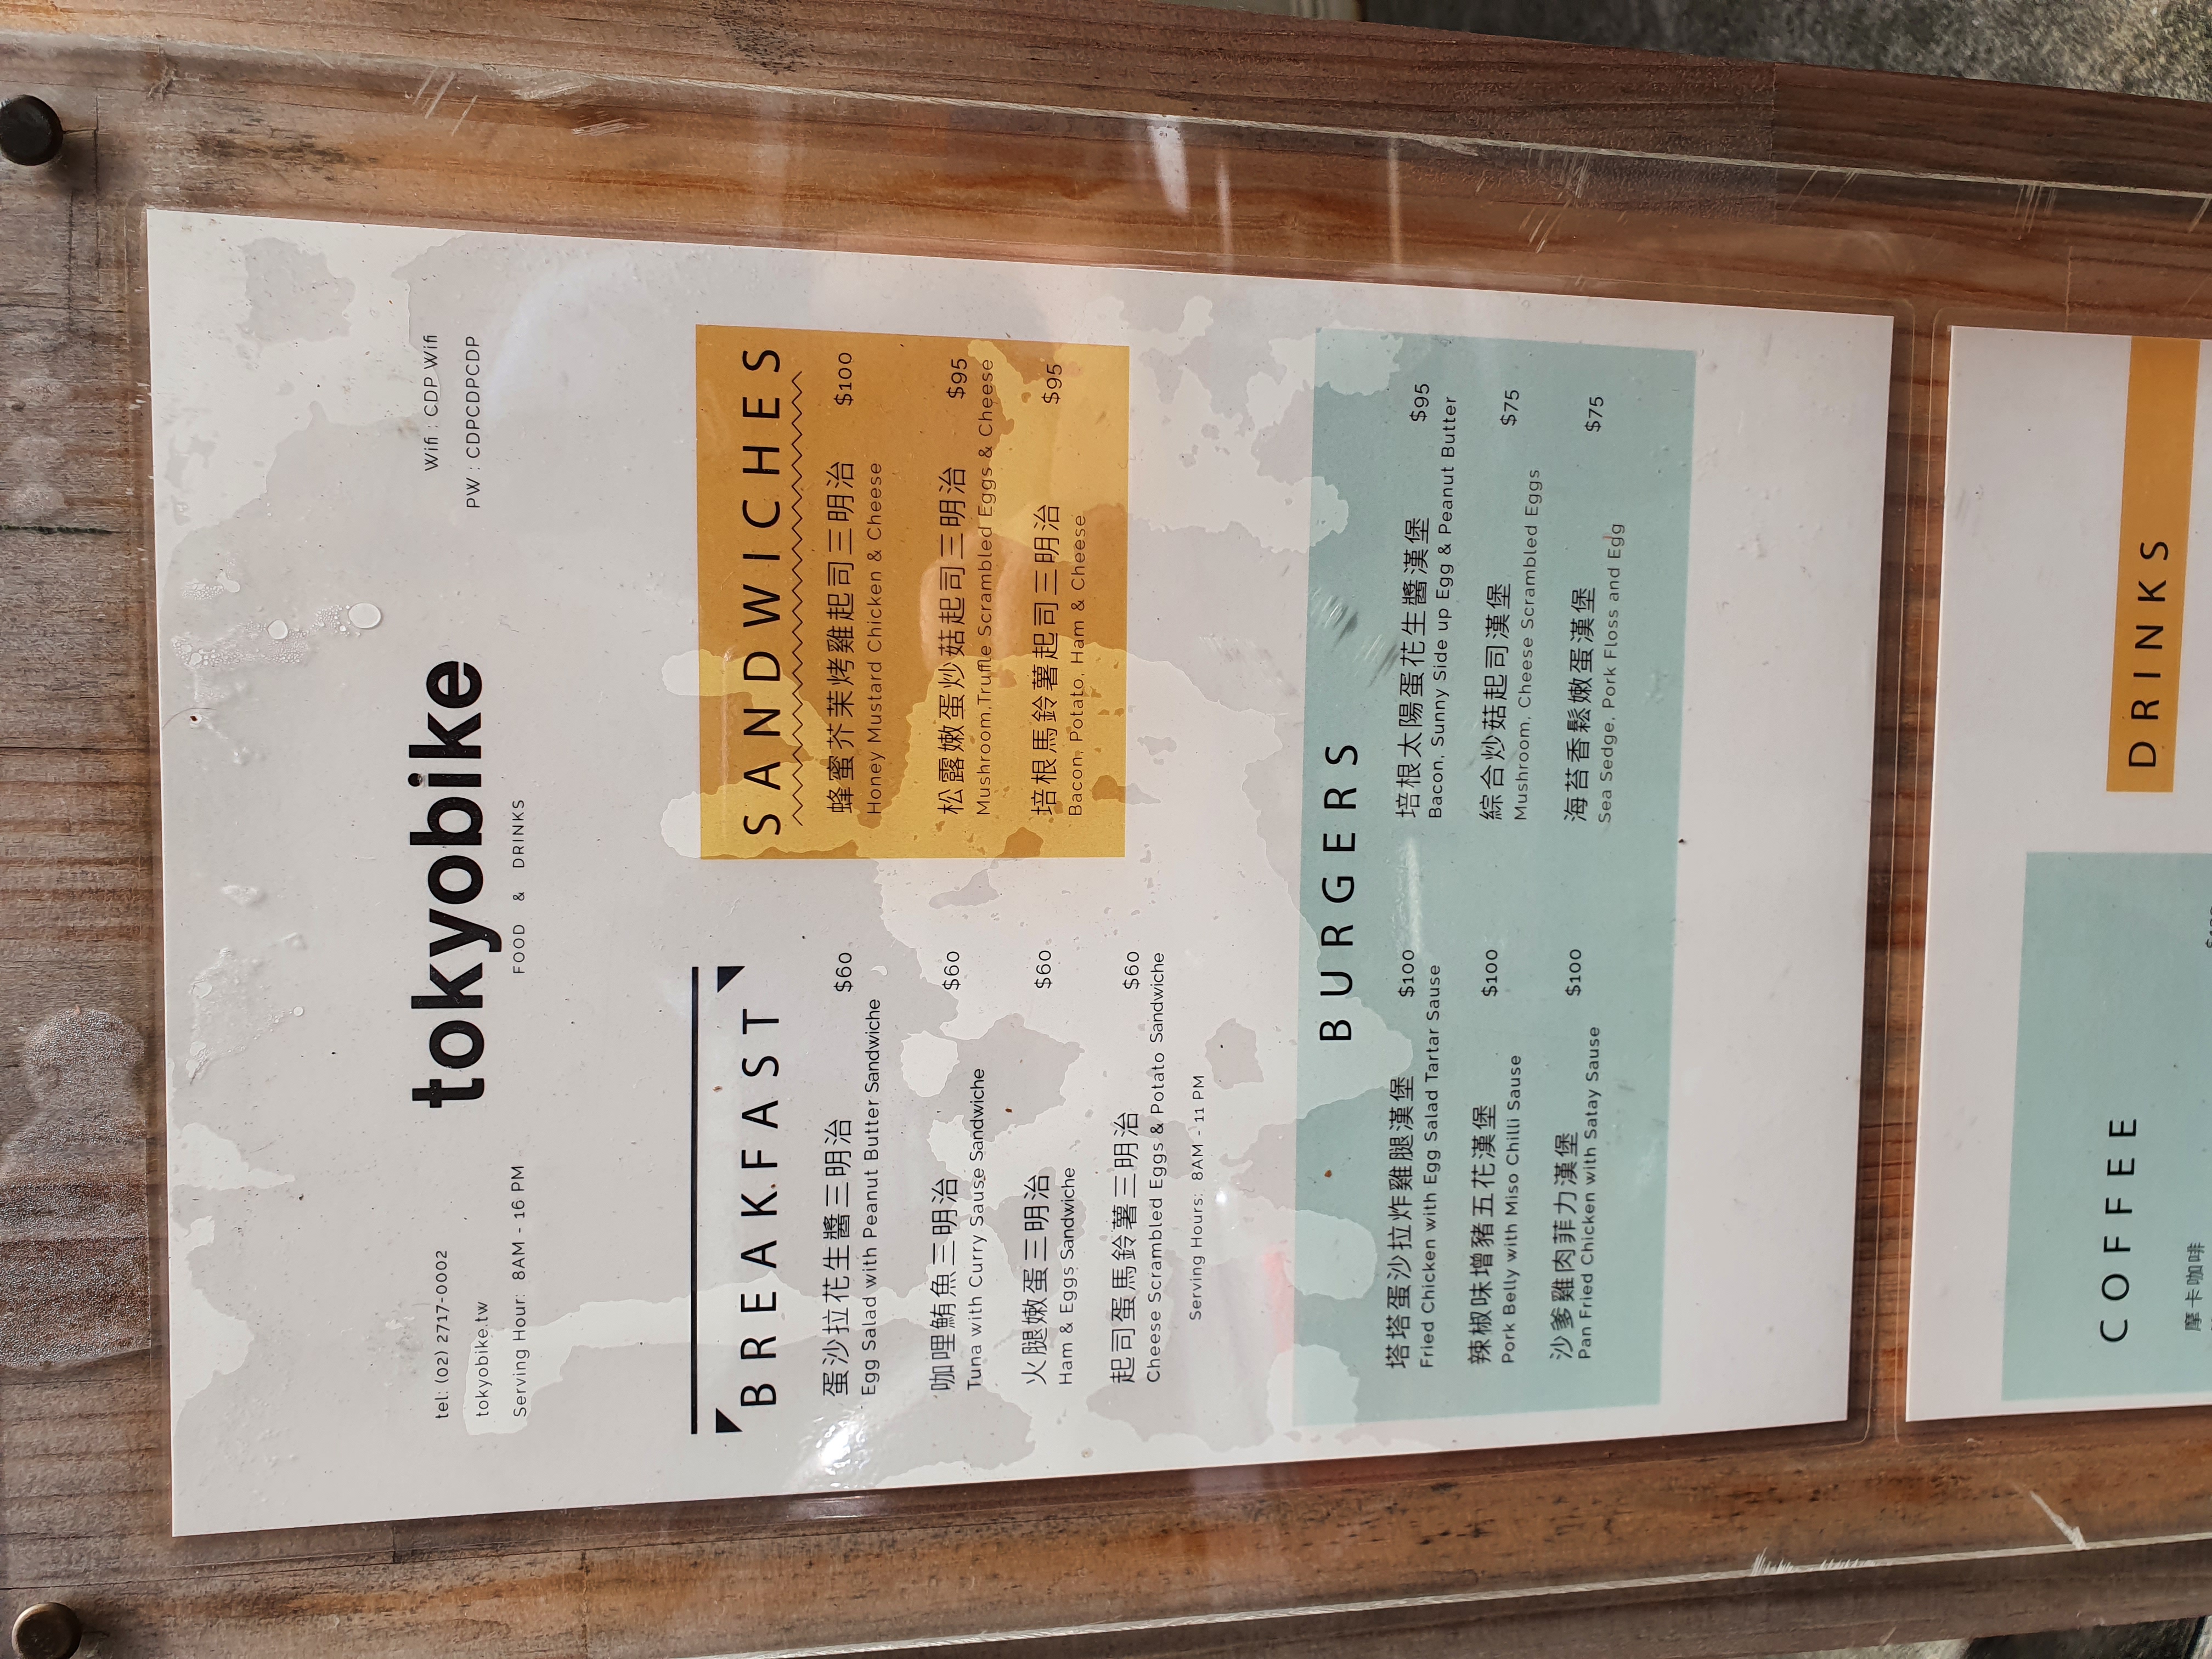 tokyobike
FOOD & DRINKS
tel: (02) 2717-0002
tokyobike.tw
Serving Hour: 8AM - 16 PM
Wifi : CDP Wifi
PW : CDPCDPCDP
BREAKFAST
蛋沙拉花生醬三明治 $60
Egg Salad with Peanut Butter Sandwiche
咖哩鮪魚三明治 $60
Tuna with Curry Sause Sandwiche
火腿嫩蛋三明治 $60
Ham & Eggs Sandwiche
起司蛋馬鈴薯三明治 $60
Cheese Scrambled Eggs & Potato Sandwiche
Serving Hours: 8AM - 11 PM
SANDWICHES
蜂蜜芥茉烤雞起司三明治 $100
Honey Mustard Chicken & Cheese
松露嫩蛋炒菇起司三明治 $95
Mushroom,Truffle Scrambled Eggs & Cheese
培根馬鈴薯起司三明治 $95
Bacon, Potato, Ham & Cheese
BURGERS
塔塔蛋沙拉炸雞腿漢堡 $100
Fried Chicken with Egg Salad Tartar Sause
辣椒味增豬五花漢堡 $100
Pork Belly with Miso Chilli Sause
沙爹雞肉菲力漢堡 $100
Pan Fried Chicken with Satay Sause
培根太陽蛋花生醬漢堡 $95
Bacon, Sunny Side up Egg & Peanut Butter
綜合炒菇起司漢堡 $75
Mushroom, Cheese Scrambled Eggs
海苔香鬆嫩蛋漢堡 $75
Sea Sedge, Pork Floss and Egg
COFFEE
摩卡咖啡
DRINKS